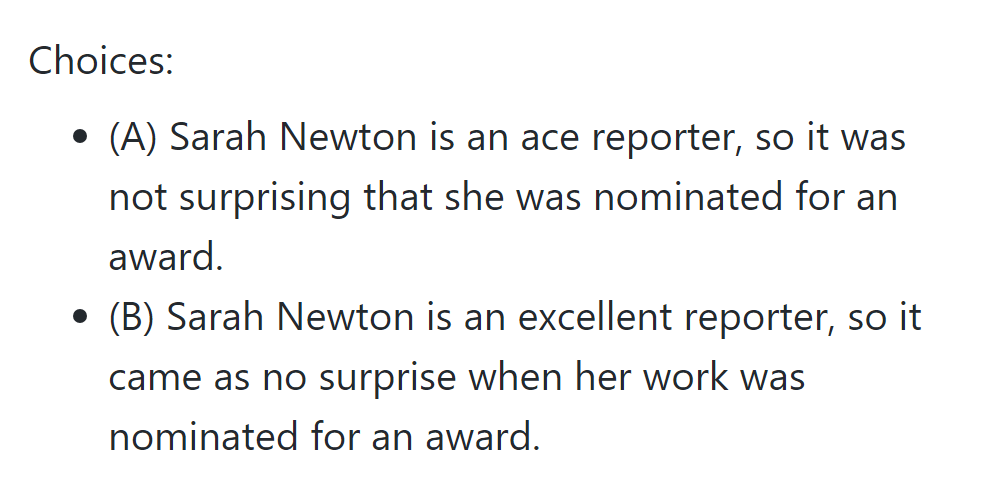 Choices:
• (A) Sarah Newton is an ace reporter, so it was
not surprising that she was nominated for an
award.
• (B) Sarah Newton is an excellent reporter, so it
came as no surprise when her work was
nominated for an award.